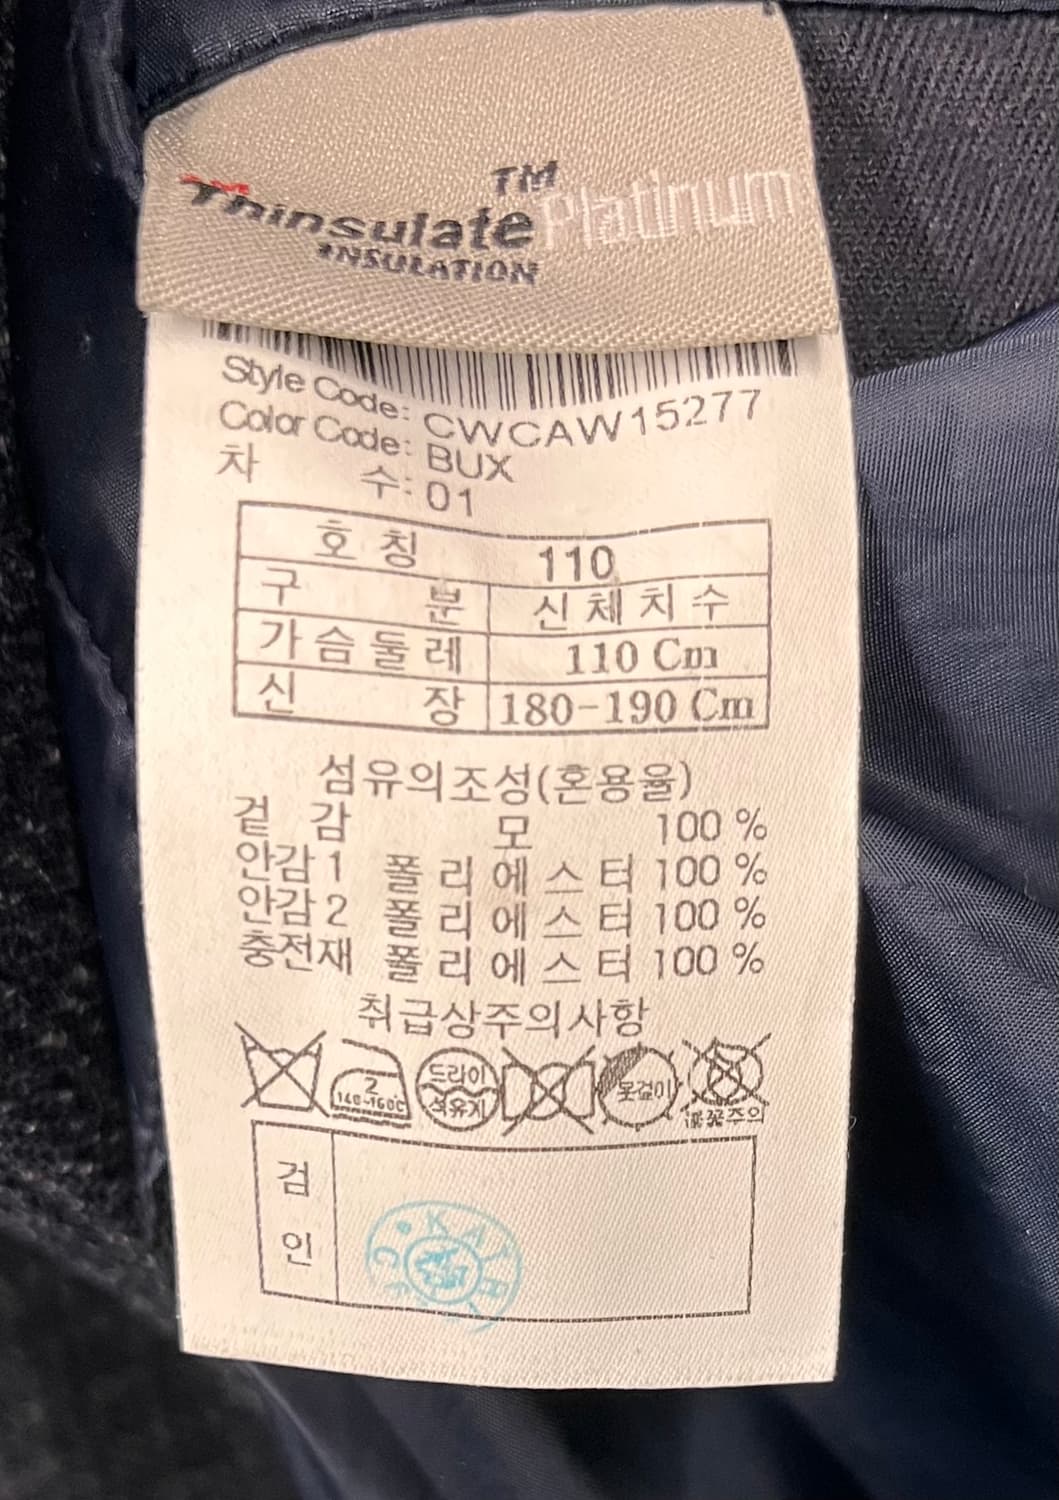 Thinsulate™ Platinum
INSULATION
Style Code: CWCAW15277
Color Code: BUX
차 수: 01
호 칭 110
구 분 신 체 치 수
가슴둘레 110 Cm
신 장 180-190 Cm
섬유의조성(혼용율)
겉 감 모 100 %
안감1 폴 리 에 스 터 100 %
안감2 폴 리 에 스 터 100 %
충전재 폴 리 에 스 터 100 %
취급상주의사항
2
140~160℃
드라이
석유계
옷걸이
검
인